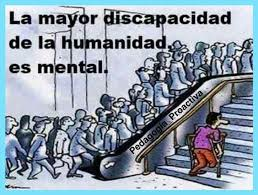 La mayor discapacidad
de la humanidad,
es mental.
Pedagogía Proactiva